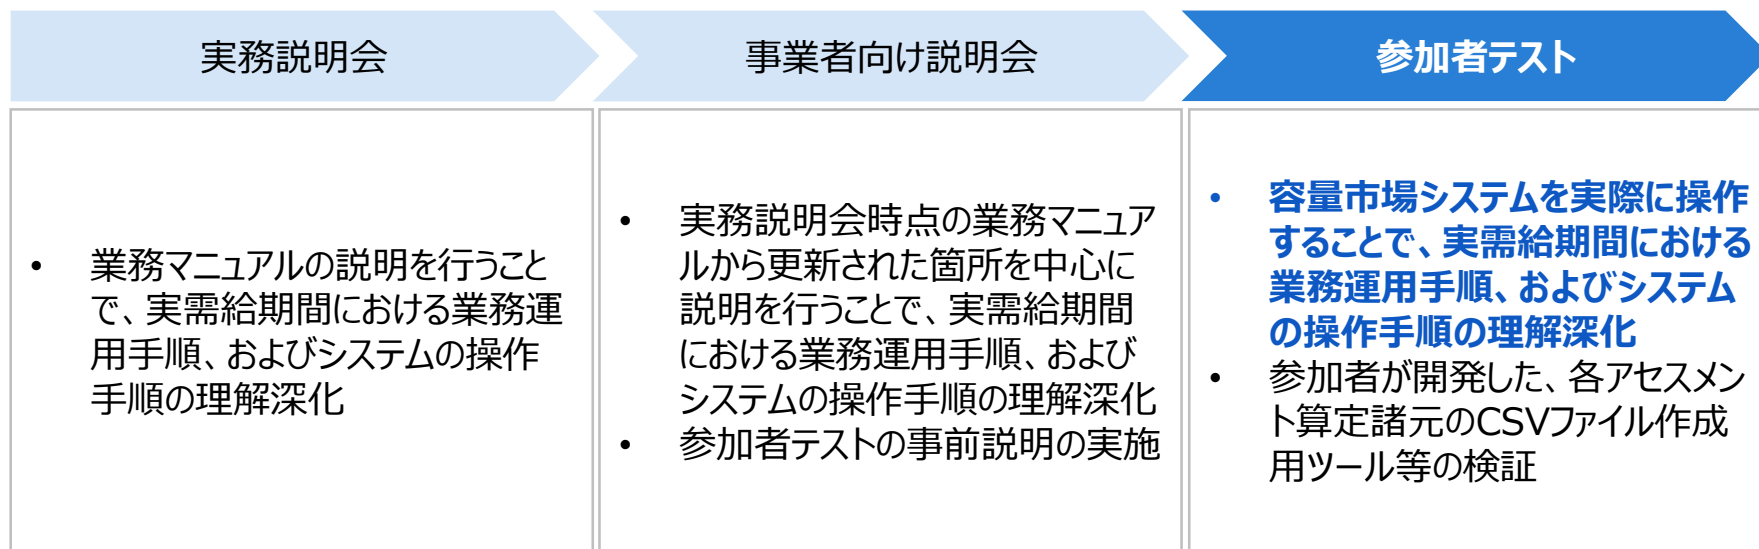 実務説明会
事業者向け説明会
参加者テスト
• 業務マニュアルの説明を行うこと
で、実需給期間における業務運
用手順、およびシステムの操作
手順の理解深化
• 実務説明会時点の業務マニュア
ルから更新された箇所を中心に
説明を行うことで、実需給期間
における業務運用手順、および
システムの操作手順の理解深化
• 参加者テストの事前説明の実施
• 容量市場システムを実際に操作
することで、実需給期間における
業務運用手順、およびシステム
の操作手順の理解深化
• 参加者が開発した、各アセスメン
ト算定諸元のCSVファイル作成
用ツール等の検証